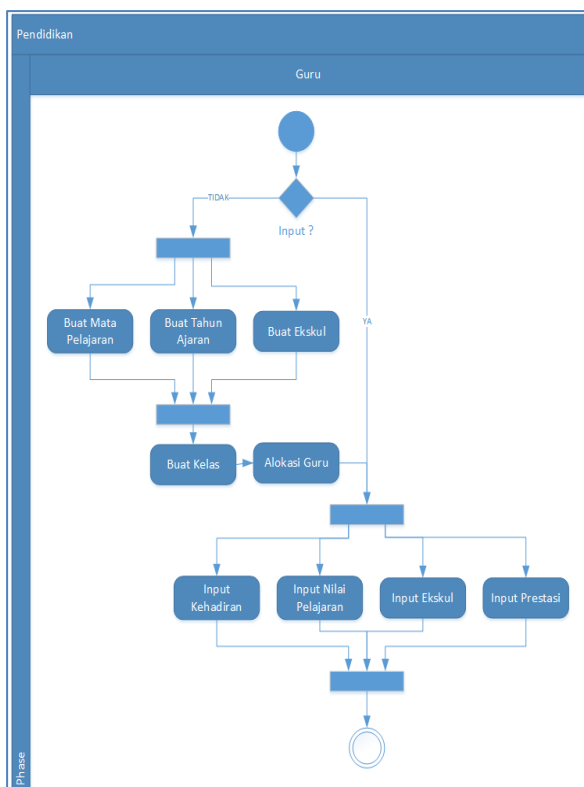 Pendidikan
Guru
TIDAK
Input ?
Buat Mata
Pelajaran
Buat Tahun
Ajaran
Buat Ekskul
YA
Buat Kelas
Alokasi Guru
Input
Kehadiran
Input Nilai
Pelajaran
Input Ekskul
Input Prestasi
Phase